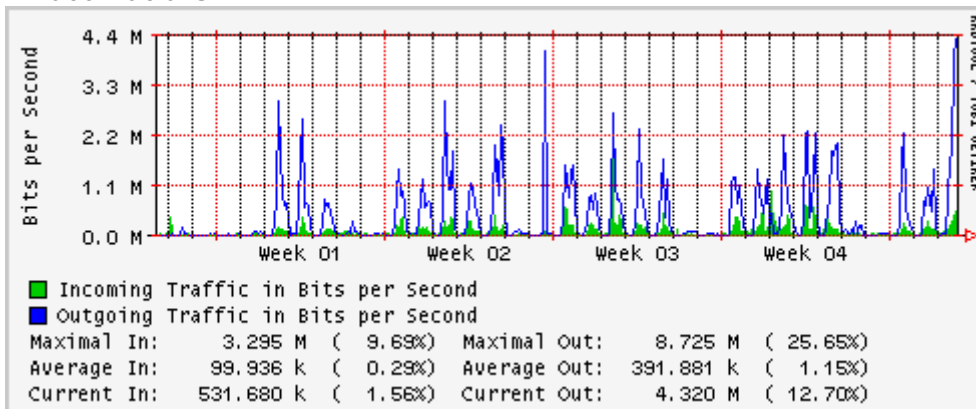 4.4 M
3.3 M
2.2 M
1.1 M
0.0 M
Bits per Second
Week 01 Week 02 Week 03 Week 04
Incoming Traffic in Bits per Second
Outgoing Traffic in Bits per Second
Maximal In: 3.295 M ( 9.69%) Maximal Out: 8.725 M ( 25.65%)
Average In: 99.936 k ( 0.29%) Average Out: 391.881 k ( 1.15%)
Current In: 531.680 k ( 1.56%) Current Out: 4.320 M ( 12.70%)